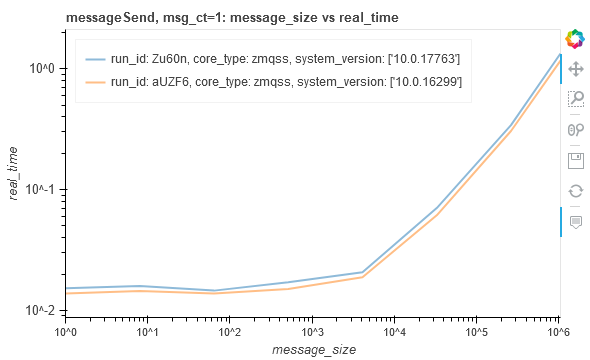 messageSend, msg_ct=1: message_size vs real_time
run_id: Zu60n, core_type: zmqss, system_version: ['10.0.17763']
run_id: aUZF6, core_type: zmqss, system_version: ['10.0.16299']
real_time
10^0
10^-1
10^-2
10^0 10^1 10^2 10^3 10^4 10^5 10^6
message_size